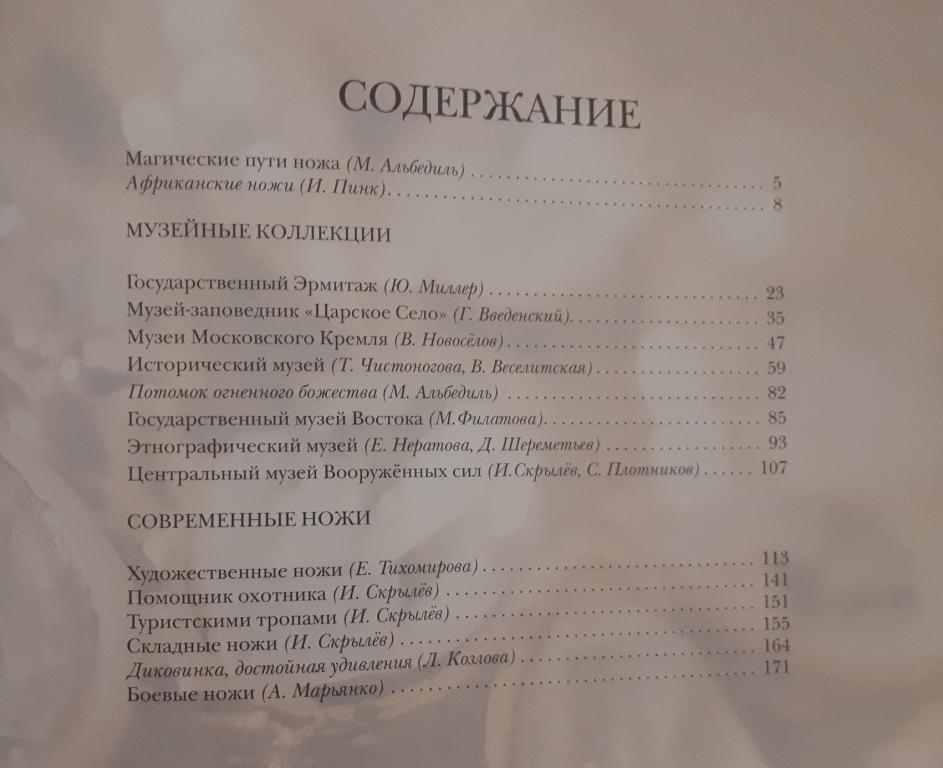 СОДЕРЖАНИЕ
Магические пути ножа (М. Альбедиль) . . . . . . . . . . . . . . . . . . . . . . . . . . . . . . . . . . 5
Африканские ножи (И. Пинк). . . . . . . . . . . . . . . . . . . . . . . . . . . . . . . . . . . . . . . . . . 8
МУЗЕЙНЫЕ КОЛЛЕКЦИИ
Государственный Эрмитаж (Ю. Миллер) . . . . . . . . . . . . . . . . . . . . . . . . . . . . . . 23
Музей-заповедник «Царское Село» (Г. Введенский). . . . . . . . . . . . . . . . . . . . . 35
Музеи Московского Кремля (В. Новосёлов) . . . . . . . . . . . . . . . . . . . . . . . . . . . . 47
Исторический музей (Т. Чистоногова, В. Веселитская) . . . . . . . . . . . . . . . . . . 59
Потомок огненного божества (М. Альбедиль) . . . . . . . . . . . . . . . . . . . . . . . . . . . . 82
Государственный музей Востока (М.Филатова). . . . . . . . . . . . . . . . . . . . . . . . 85
Этнографический музей (Е. Нератова, Д. Шереметьев) . . . . . . . . . . . . . . . . . 93
Центральный музей Вооружённых сил (И.Скрылёв, С. Плотников) . . . . . . 107
СОВРЕМЕННЫЕ НОЖИ
Художественные ножи (Е. Тихомирова) . . . . . . . . . . . . . . . . . . . . . . . . . . . . . . 113
Помощник охотника (И. Скрылёв) . . . . . . . . . . . . . . . . . . . . . . . . . . . . . . . . . . . 141
Туристскими тропами (И. Скрылёв) . . . . . . . . . . . . . . . . . . . . . . . . . . . . . . . . . 151
Складные ножи (И. Скрылёв) . . . . . . . . . . . . . . . . . . . . . . . . . . . . . . . . . . . . . . . 155
Диковинка, достойная удивления (Л. Козлова) . . . . . . . . . . . . . . . . . . . . . . . . . . 164
Боевые ножи (А. Марьянко) . . . . . . . . . . . . . . . . . . . . . . . . . . . . . . . . . . . . . . . . 171